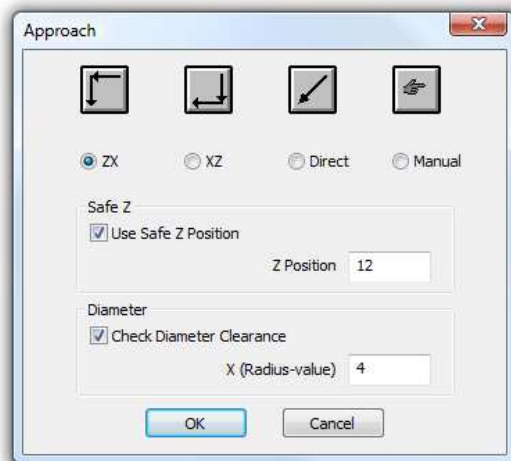 Approach
ZX XZ Direct Manual
Safe Z
Use Safe Z Position
Z Position 12
Diameter
Check Diameter Clearance
X (Radius-value) 4
OK Cancel